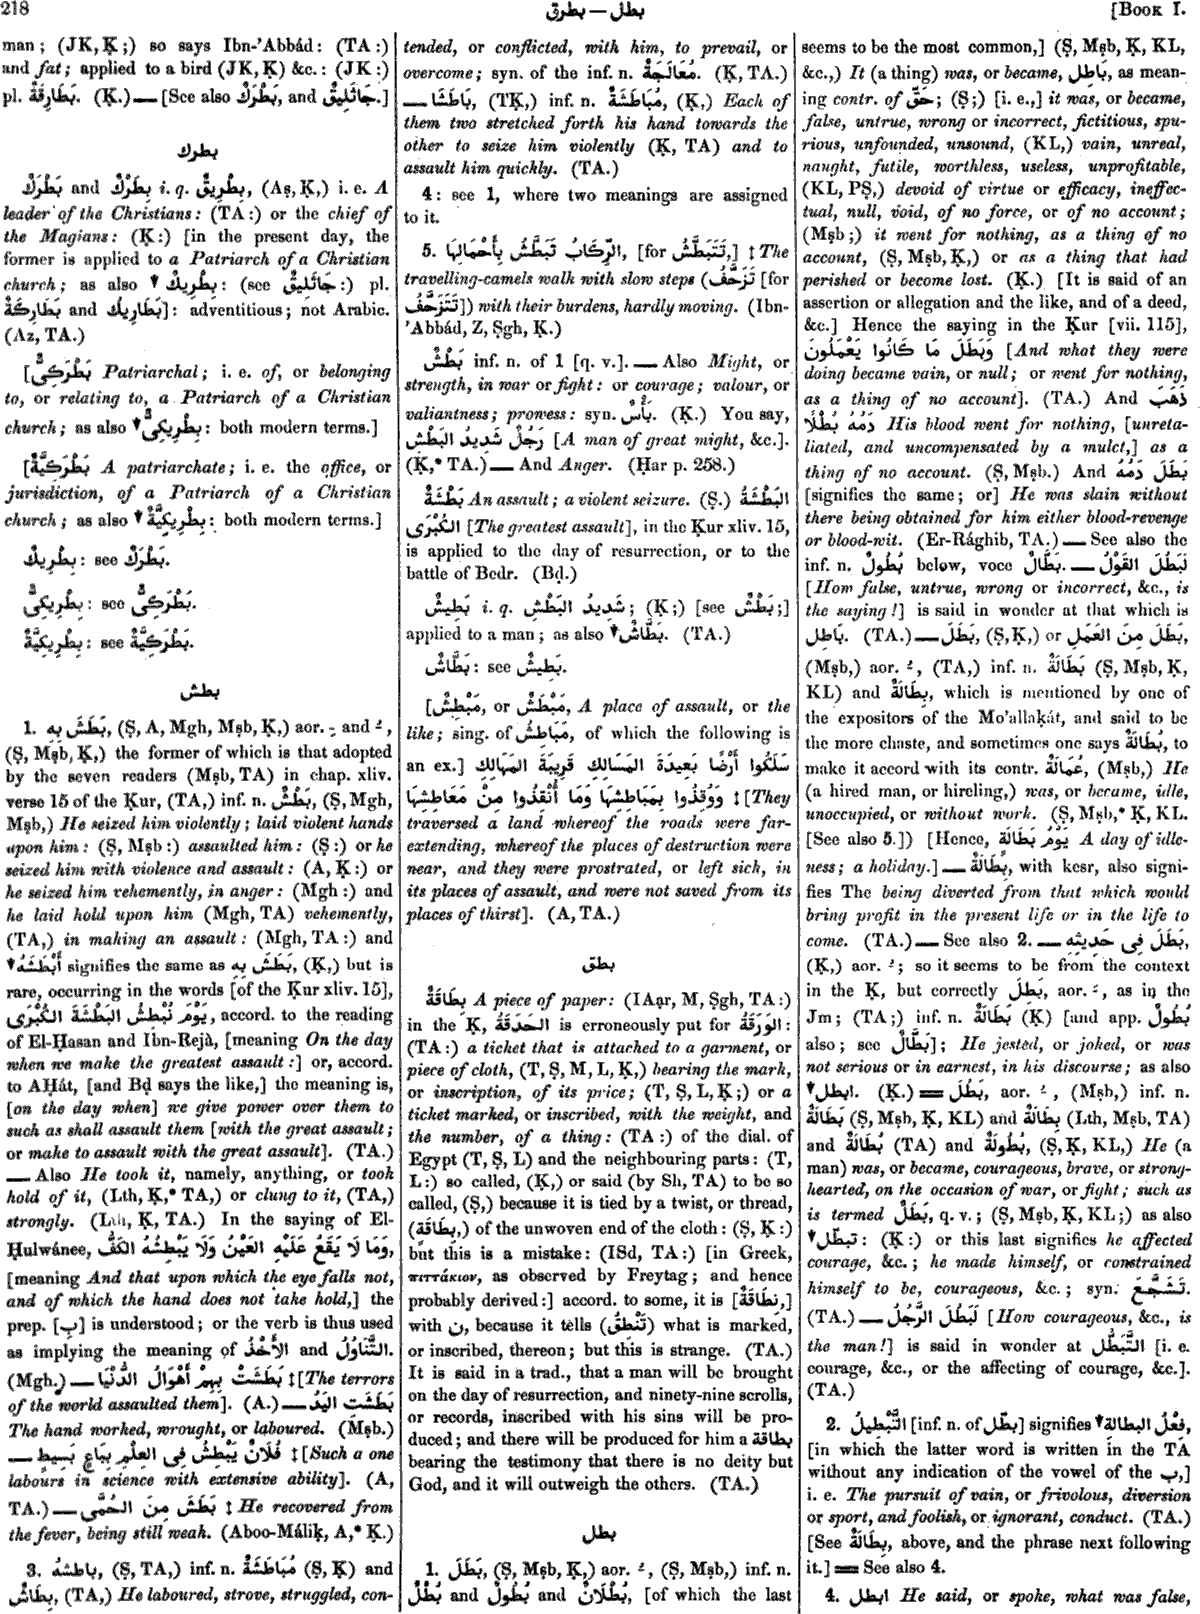 218
بطل — بطرق
[BOOK I.
man; (JK, Ḳ;) so says Ibn-'Abbád: (TA:)
and fat; applied to a bird (JK, Ḳ) &c.: (JK:)
pl. بَطَارِقَةٌ. (Ḳ.) — [See also بَطْرَكٌ, and جَاثَلِيقٌ.]
بطرك
بَطْرَكٌ and بِطْرَكٌ i. q. بِطْرِيقٌ, (Aṣ, Ḳ,) i. e. A
leader of the Christians: (TA:) or the chief of
the Magians: (Ḳ:) [in the present day, the
former is applied to a Patriarch of a Christian
church; as also ↓ بِطْرِيكٌ: (see جَاثَلِيقٌ:) pl.
بَطَارِيكُ and بَطَارِكَةٌ]: adventitious; not Arabic.
(Az, TA.)
[بَطْرَكِىٌّ Patriarchal; i. e. of, or belonging
to, or relating to, a Patriarch of a Christian
church; as also ↓ بِطْرِيكِىٌّ: both modern terms.]
[بَطْرَكِيَّةٌ A patriarchate; i. e. the office, or
jurisdiction, of a Patriarch of a Christian
church; as also ↓ بِطْرِيكِيَّةٌ: both modern terms.]
بِطْرِيكٌ: see بَطْرَكٌ.
بِطْرِيكِىٌّ: see بَطْرَكِىٌّ.
بِطْرِيكِيَّةٌ: see بَطْرَكِيَّةٌ.
بطش
1. بَطَشَ بِهِ, (Ṣ, A, Mgh, Mṣb, Ḳ,) aor. ِ and ُ,
(Ṣ, Mṣb, Ḳ,) the former of which is that adopted
by the seven readers (Mṣb, TA) in chap. xliv.
verse 15 of the Ḳur, (TA,) inf. n. بَطْشٌ, (Ṣ, Mgh,
Mṣb,) He seized him violently; laid violent hands
upon him: (Ṣ, Mṣb:) assaulted him: (Ṣ:) or he
seized him with violence and assault: (A, Ḳ:) or
he seized him vehemently, in anger: (Mgh:) and
he laid hold upon him (Mgh, TA) vehemently,
(TA,) in making an assault: (Mgh, TA:) and
↓ أَبْطَشَهُ signifies the same as بَطَشَ بِهِ, (Ḳ,) but is
rare, occurring in the words [of the Ḳur xliv. 15],
يَوْمَ نُبْطِشُ البَطْشَةَ الكُبْرَى, accord. to the reading
of El-Ḥasan and Ibn-Rejà, [meaning On the day
when we make the greatest assault:] or, accord.
to AḤát, [and Bḍ says the like,] the meaning is,
[on the day when] we give power over them to
such as shall assault them [with the great assault;
or make to assault with the great assault]. (TA.)
— Also He took it, namely, anything, or took
hold of it, (Lth, Ḳ,* TA,) or clung to it, (TA,)
strongly. (Lth, Ḳ, TA.) In the saying of El-
Ḥulwánee, وَمَا لَا يَقَعُ عَلَيْهِ العَيْنُ وَلَا يَبْطِشُهُ الكَفُّ,
[meaning And that upon which the eye falls not,
and of which the hand does not take hold,] the
prep. [بِ] is understood; or the verb is thus used
as implying the meaning of الأَخْذُ and التَّنَاوُلُ.
(Mgh.) — بَطَشَتْ بِهِمْ أَهْوَالُ الدُّنْيَا ‡ [The terrors
of the world assaulted them]. (A.) — بَطَشَتِ اليَدُ
The hand worked, wrought, or laboured. (Mṣb.)
— فُلَانٌ يَبْطِشُ فِى العِلْمِ بِبَاعٍ بَسِيطٍ ‡ [Such a one
labours in science with extensive ability]. (A,
TA.) — بَطَشَ مِنَ الحُمَّى ‡ He recovered from
the fever, being still weak. (Aboo-Málik, A,* Ḳ.)
3. باطشهُ, (Ṣ, TA,) inf. n. مُبَاطَشَةٌ (Ṣ, Ḳ) and
بِطَاشٌ, (TA,) He laboured, strove, struggled, con-
tended, or conflicted, with him, to prevail, or
overcome; syn. of the inf. n. مُعَالَجَةٌ. (Ḳ, TA.)
— بَاطَشَا, (TḲ,) inf. n. مُبَاطَشَةٌ, (Ḳ,) Each of
them two stretched forth his hand towards the
other to seize him violently (Ḳ, TA) and to
assault him quickly. (TA.)
4: see 1, where two meanings are assigned
to it.
5. الرِّكَابُ تَبَطَّشُ بِأَحْمَالِهَا, [for تَتَبَطَّشُ,] ‡ The
travelling-camels walk with slow steps (تَزَحَّفُ [for
تَتَزَحَّفُ]) with their burdens, hardly moving. (Ibn-
'Abbád, Z, Ṣgh, Ḳ.)
بَطْشٌ inf. n. of 1 [q. v.]. — Also Might, or
strength, in war or fight: or courage; valour, or
valiantness; prowess: syn. بَأْسٌ. (Ḳ.) You say,
رَجُلٌ شَدِيدُ البَطْشِ [A man of great might, &c.].
(Ḳ,* TA.) — And Anger. (Ḥar p. 258.)
بَطْشَةٌ An assault; a violent seizure. (Ṣ.) البَطْشَةُ
الكُبْرَى [The greatest assault], in the Ḳur xliv. 15,
is applied to the day of resurrection, or to the
battle of Bedr. (Bḍ.)
بَطِيشٌ i. q. شَدِيدُ البَطْشِ; (Ḳ;) [see بَطْشٌ;]
applied to a man; as also ↓ بَطَّاشٌ. (TA.)
بَطَّاشٌ: see بَطِيشٌ.
[مَبْطِشٌ, or مَبْطَشٌ, A place of assault, or the
like; sing. of مَبَاطِشُ, of which the following is
an ex.] سَلَكُوا أَرْضًا بَعِيدَةَ المَسَالِكِ قَرِيبَةَ المَهَالِكِ
وَوُقِذُوا بِمَبَاطِشِهَا وَمَا أُنْقِذُوا مِنْ مَعَاطِشِهَا ‡ [They
traversed a land whereof the roads were far-
extending, whereof the places of destruction were
near, and they were prostrated, or left sick, in
its places of assault, and were not saved from its
places of thirst]. (A, TA.)
بطق
بِطَاقَةٌ A piece of paper: (IAạr, M, Ṣgh, TA:)
in the Ḳ, الحَدَقَةُ is erroneously put for الوَرَقَةُ:
(TA:) a ticket that is attached to a garment, or
piece of cloth, (T, Ṣ, M, L, Ḳ,) bearing the mark,
or inscription, of its price; (T, Ṣ, L, Ḳ;) or a
ticket marked, or inscribed, with the weight, and
the number, of a thing: (TA:) of the dial. of
Egypt (T, Ṣ, L) and the neighbouring parts: (T,
L:) so called, (Ḳ,) or said (by Sh, TA) to be so
called, (Ṣ,) because it is tied by a twist, or thread,
(بِطَاقَة,) of the unwoven end of the cloth: (Ṣ, Ḳ:)
but this is a mistake: (ISd, TA:) [in Greek,
πιττάκιον, as observed by Freytag; and hence
probably derived:] accord. to some, it is [نِطَاقَةٌ,]
with ن, because it tells (تَنْطِقُ) what is marked,
or inscribed, thereon; but this is strange. (TA.)
It is said in a trad., that a man will be brought
on the day of resurrection, and ninety-nine scrolls,
or records, inscribed with his sins will be pro-
duced; and there will be produced for him a بطاقة
bearing the testimony that there is no deity but
God, and it will outweigh the others. (TA.)
بطل
1. بَطَلَ, (Ṣ, Mṣb, Ḳ,) aor. ُ, (Ṣ, Mṣb,) inf. n.
بُطْلٌ and بُطُولٌ and بُطْلَانٌ, [of which the last
seems to be the most common,] (Ṣ, Mṣb, Ḳ, KL,
&c.,) It (a thing) was, or became, بَاطِل, as mean-
ing contr. of حَقّ; (Ṣ;) [i. e.,] it was, or became,
false, untrue, wrong or incorrect, fictitious, spu-
rious, unfounded, unsound, (KL,) vain, unreal,
naught, futile, worthless, useless, unprofitable,
(KL, PṢ,) devoid of virtue or efficacy, ineffec-
tual, null, void, of no force, or of no account;
(Mṣb;) it went for nothing, as a thing of no
account, (Ṣ, Mṣb, Ḳ,) or as a thing that had
perished or become lost. (Ḳ.) [It is said of an
assertion or allegation and the like, and of a deed,
&c.] Hence the saying in the Ḳur [vii. 115],
وَبَطَلَ مَا كَانُوا يَعْمَلُونَ [And what they were
doing became vain, or null; or went for nothing,
as a thing of no account]. (TA.) And ذَهَبَ
دَمُهُ بُطْلًا His blood went for nothing, [unreta-
liated, and uncompensated by a mulct,] as a
thing of no account. (Ṣ, Mṣb.) And بَطَلَ دَمُهُ
[signifies the same; or] He was slain without
there being obtained for him either blood-revenge
or blood-wit. (Er-Rághib, TA.) — See also the
inf. n. بُطُولٌ below, voce بَطَّالٌ. — لَبَطُلَ القَوْلُ
[How false, untrue, wrong or incorrect, &c., is
the saying!] is said in wonder at that which is
بَاطِل. (TA.) — بَطَلَ, (Ṣ, Ḳ,) or بَطَلَ مِنَ العَمَلِ,
(Mṣb,) aor. ُ, (TA,) inf. n. بَطَالَةٌ (Ṣ, Mṣb, Ḳ,
KL) and بِطَالَةٌ, which is mentioned by one of
the expositors of the Mo'allaḳát, and said to be
the more chaste, and sometimes one says بُطَالَةٌ, to
make it accord with its contr. عُمَالَةٌ, (Mṣb,) He
(a hired man, or hireling,) was, or became, idle,
unoccupied, or without work. (Ṣ, Mṣb,* Ḳ, KL.
[See also 5.]) [Hence, يَوْمُ بَطَالَةٍ A day of idle-
ness; a holiday.] — بِطَالَةٌ, with kesr, also signi-
fies The being diverted from that which would
bring profit in the present life or in the life to
come. (TA.) — See also 2. — بَطَلَ فِى حَدِيثِهِ,
(Ḳ,) aor. ُ; so it seems to be from the context
in the Ḳ, but correctly بَطِلَ, aor. َ, as in the
Jm; (TA;) inf. n. بَطَالَةٌ (Ḳ) [and app. بُطُولٌ
also; see بَطَّالٌ]; He jested, or joked, or was
not serious or in earnest, in his discourse; as also
↓ ابطل. (Ḳ.) = بَطُلَ, aor. ُ, (Mṣb,) inf. n.
بَطَالَةٌ (Ṣ, Mṣb, Ḳ, KL) and بِطَالَةٌ (Lth, Mṣb, TA)
and بُطَالَةٌ (TA) and بُطُولَةٌ, (Ṣ, Ḳ, KL,) He (a
man) was, or became, courageous, brave, or strong-
hearted, on the occasion of war, or fight; such as
is termed بَطَلٌ, q. v.; (Ṣ, Mṣb, Ḳ, KL;) as also
↓ تبطّل: (Ḳ:) or this last signifies he affected
courage, &c.; he made himself, or constrained
himself to be, courageous, &c.; syn. تَشَجَّعَ.
(TA.) — لَبَطُلَ الرَّجُلُ [How courageous, &c., is
the man!] is said in wonder at التَّبَطُّل [i. e.
courage, &c., or the affecting of courage, &c.].
(TA.)
2. التَّبْطِيلُ [inf. n. of بطّل] signifies ↓ فِعْلُ البطالة,
[in which the latter word is written in the TA
without any indication of the vowel of the ب,]
i. e. The pursuit of vain, or frivolous, diversion
or sport, and foolish, or ignorant, conduct. (TA.)
[See بِطَالَةٌ, above, and the phrase next following
it.] = See also 4.
4. ابطل He said, or spoke, what was false,